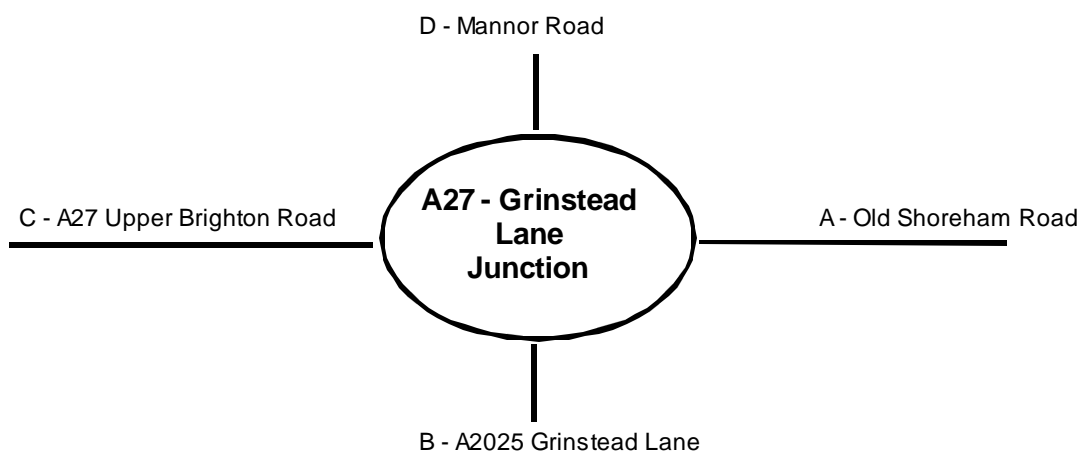 D - Mannor Road
A27 - Grinstead
Lane
Junction
C - A27 Upper Brighton Road
A - Old Shoreham Road
B - A2025 Grinstead Lane